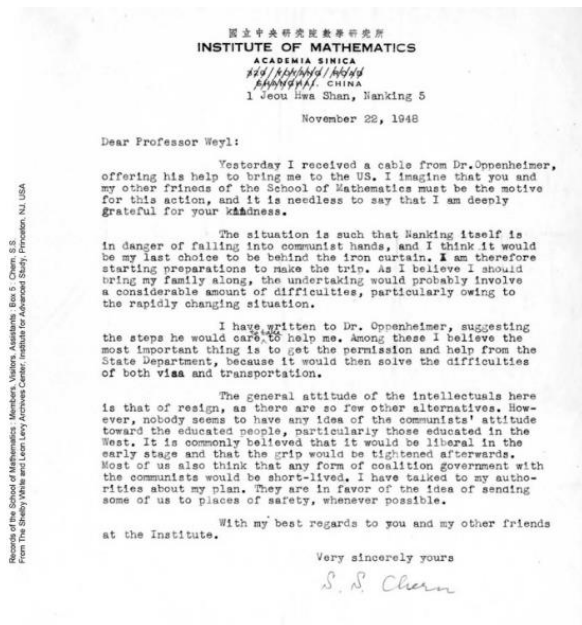 國立中央研究院數學研究所
INSTITUTE OF MATHEMATICS
ACADEMIA SINICA
320 YOYANG ROAD
SHANGHAI, CHINA
1 Jeou Hwa Shan, Nanking 5
November 22, 1948
Dear Professor Weyl:
Yesterday I received a cable from Dr.Oppenheimer,
offering his help to bring me to the US. I imagine that you and
my other frineds of the School of Mathematics must be the motive
for this action, and it is needless to say that I am deeply
grateful for your kindness.
The situation is such that Nanking itself is
in danger of falling into communist hands, and I think it would
be my last choice to be behind the iron curtain. I am therefore
starting preparations to make the trip. As I believe I should
bring my family along, the undertaking would probably involve
a considerable amount of difficulties, particularly owing to
the rapidly changing situation.
I have written to Dr. Oppenheimer, suggesting
the steps he would care to help me. Among these I believe the
most important thing is to get the permission and help from the
State Department, because it would then solve the difficulties
of both visa and transportation.
The general attitude of the intellectuals here
is that of resign, as there are so few other alternatives. How-
ever, nobody seems to have any idea of the communists' attitude
toward the educated people, particularly those educated in the
West. It is commonly believed that it would be liberal in the
early stage and that the grip would be tightened afterwards.
Most of us also think that any form of coalition government with
the communists would be short-lived. I have talked to my autho-
rities about my plan. They are in favor of the idea of sending
some of us to places of safety, whenever possible.
With my best regards to you and my other friends
at the Institute.
Very sincerely yours
S. S. Chern
Records of the School of Mathematics : Members, Visitors, Assistants : Box 5 : Chern, S.S.
From The Shelby White and Leon Levy Archives Center, Institute for Advanced Study, Princeton, NJ, USA